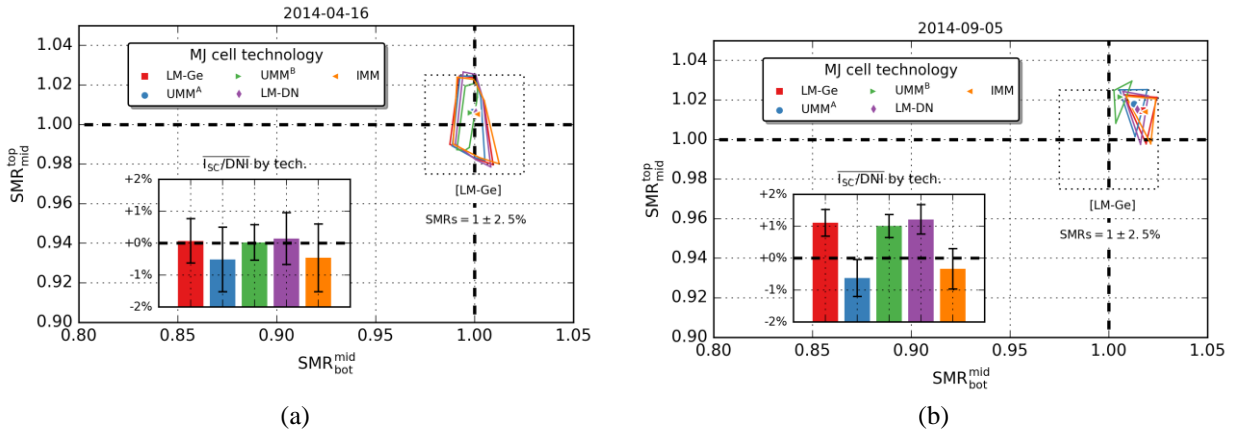 2014-04-16
SMR^top_mid
1.04
1.02
1.00
0.98
0.96
0.94
0.92
0.90
MJ cell technology
LM-Ge
UMM^B
IMM
UMM^A
LM-DN
I_SC/DNI by tech.
+2%
+1%
+0%
-1%
-2%
[LM-Ge]
SMRs = 1 ± 2.5%
0.80
0.85
0.90
0.95
1.00
1.05
SMR^mid_bot
(a)
2014-09-05
SMR^top_mid
1.04
1.02
1.00
0.98
0.96
0.94
0.92
0.90
MJ cell technology
LM-Ge
UMM^B
IMM
UMM^A
LM-DN
I_SC/DNI by tech.
+2%
+1%
+0%
-1%
-2%
[LM-Ge]
SMRs = 1 ± 2.5%
0.80
0.85
0.90
0.95
1.00
1.05
SMR^mid_bot
(b)